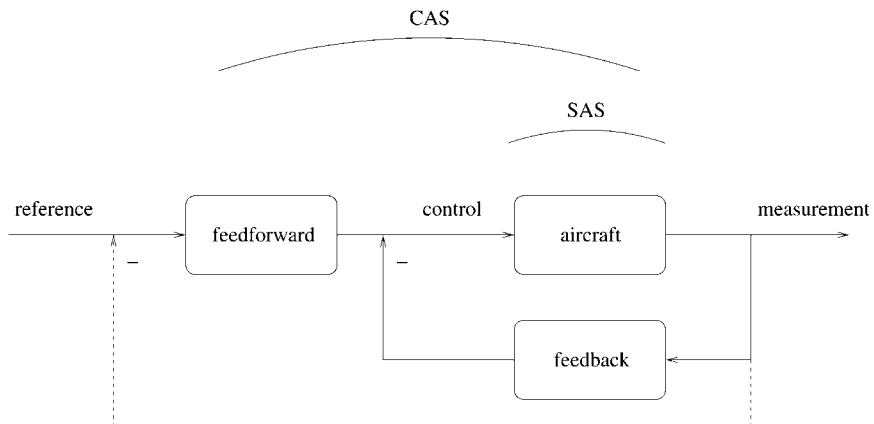 CAS
SAS
reference
control
measurement
feedforward
aircraft
–
–
feedback